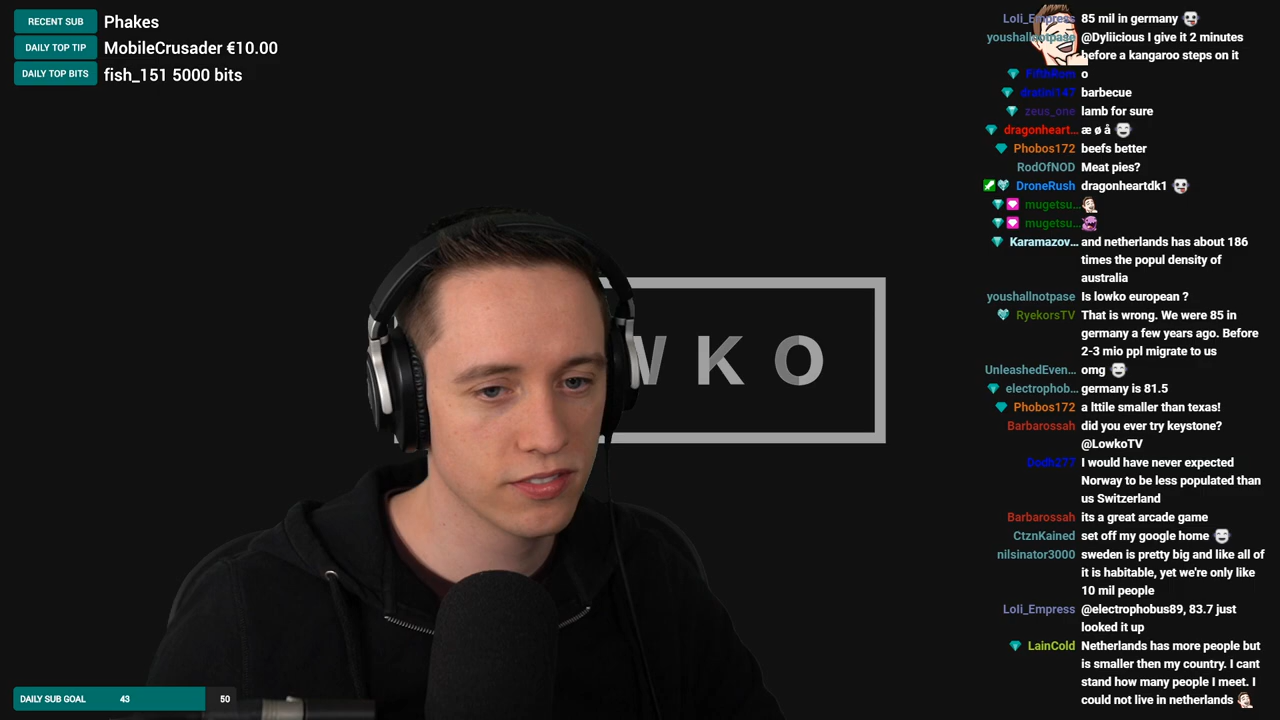 RECENT SUB Phakes
DAILY TOP TIP MobileCrusader €10.00
DAILY TOP BITS fish_151 5000 bits
WKO
DAILY SUB GOAL 43 50
Loli_Empress 85 mil in germany
youshallnotpase @Dyliicious I give it 2 minutes
before a kangaroo steps on it
FifthRom o
dratini147 barbecue
zeus_one lamb for sure
dragonheart... æ ø å
Phobos172 beefs better
RodOfNOD Meat pies?
DroneRush dragonheartdk1
mugetsu...
mugetsu...
Karamazov... and netherlands has about 186
times the popul density of
australia
youshallnotpase Is lowko european ?
RyekorsTV That is wrong. We were 85 in
germany a few years ago. Before
2-3 mio ppl migrate to us
UnleashedEven... omg
electrophob... germany is 81.5
Phobos172 a lttile smaller than texas!
Barbarossah did you ever try keystone?
@LowkoTV
Dodh277 I would have never expected
Norway to be less populated than
us Switzerland
Barbarossah its a great arcade game
CtznKained set off my google home
nilsinator3000 sweden is pretty big and like all of
it is habitable, yet we're only like
10 mil people
Loli_Empress @electrophobus89, 83.7 just
looked it up
LainCold Netherlands has more people but
is smaller then my country. I cant
stand how many people I meet. I
could not live in netherlands